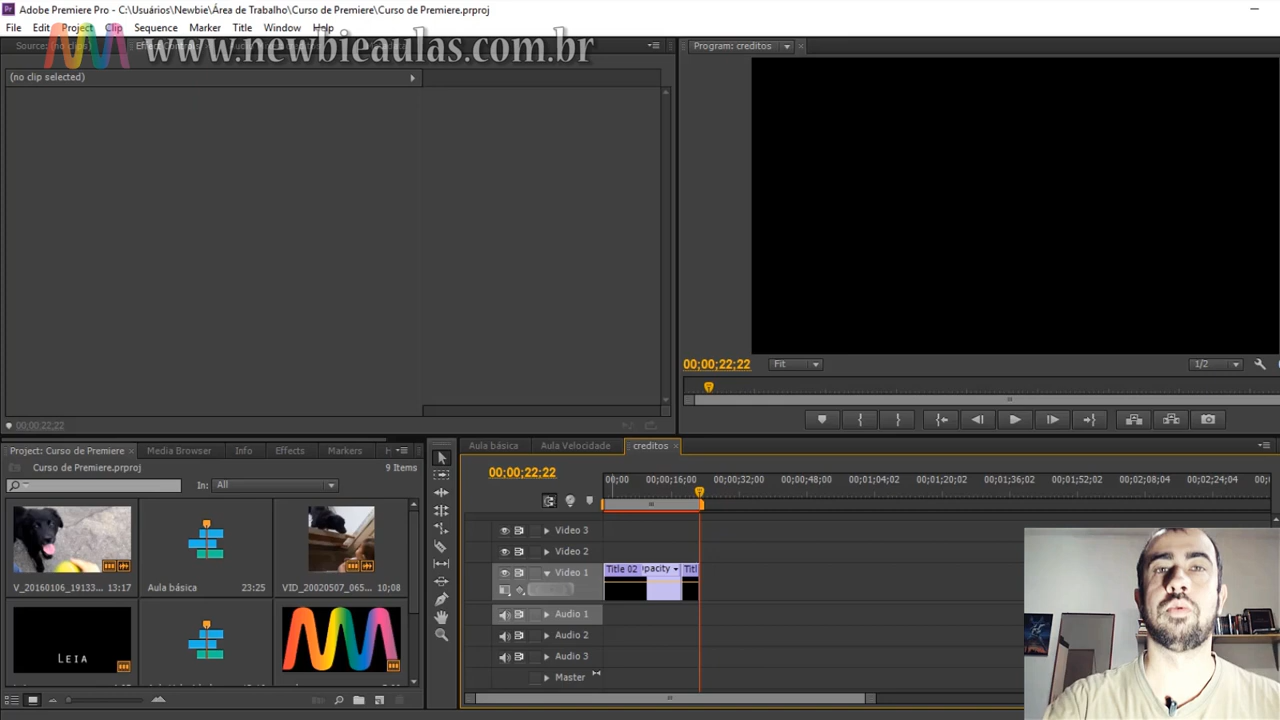 Adobe Premiere Pro - C:\Usuários\Newbie\Área de Trabalho\Curso de Premiere\Curso de Premiere.prproj
File Edit Project Clip Sequence Marker Title Window Help
www.newbieaulas.com.br
Source: (no clips) Effect Controls
Program: creditos
(no clip selected)
00;00;22;22
00;00;22;22 Fit 1/2
Project: Curso de Premiere Media Browser Info Effects Markers
Curso de Premiere.prproj 9 Items
In: All
V_20160106_19133... 13;17
Aula básica 23:25
VID_20020507_065... 10;08
LEIA
Aula básica Aula Velocidade creditos
00;00;22;22
00;00 00;00;16;00 00;00;32;00 00;00;48;00 00;01;04;02 00;01;20;02 00;01;36;02 00;01;52;02 00;02;08;04 00;02;24;04
Video 3
Video 2
Video 1
Title 02 :pacity Titl
Audio 1
Audio 2
Audio 3
Master